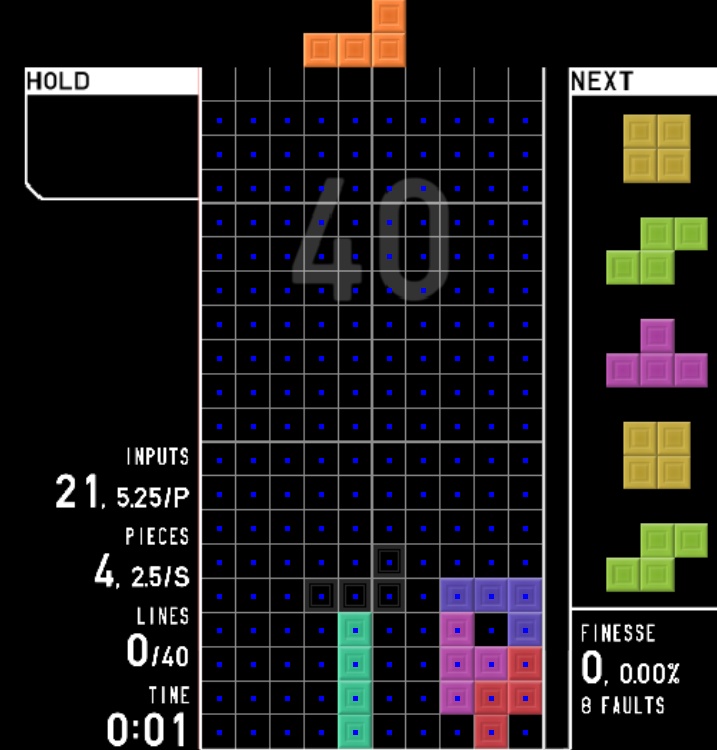 HOLD
NEXT
40
INPUTS
21, 5.25/P
PIECES
4, 2.5/S
LINES
0/40
TIME
0:01
FINESSE
0, 0.00%
8 FAULTS